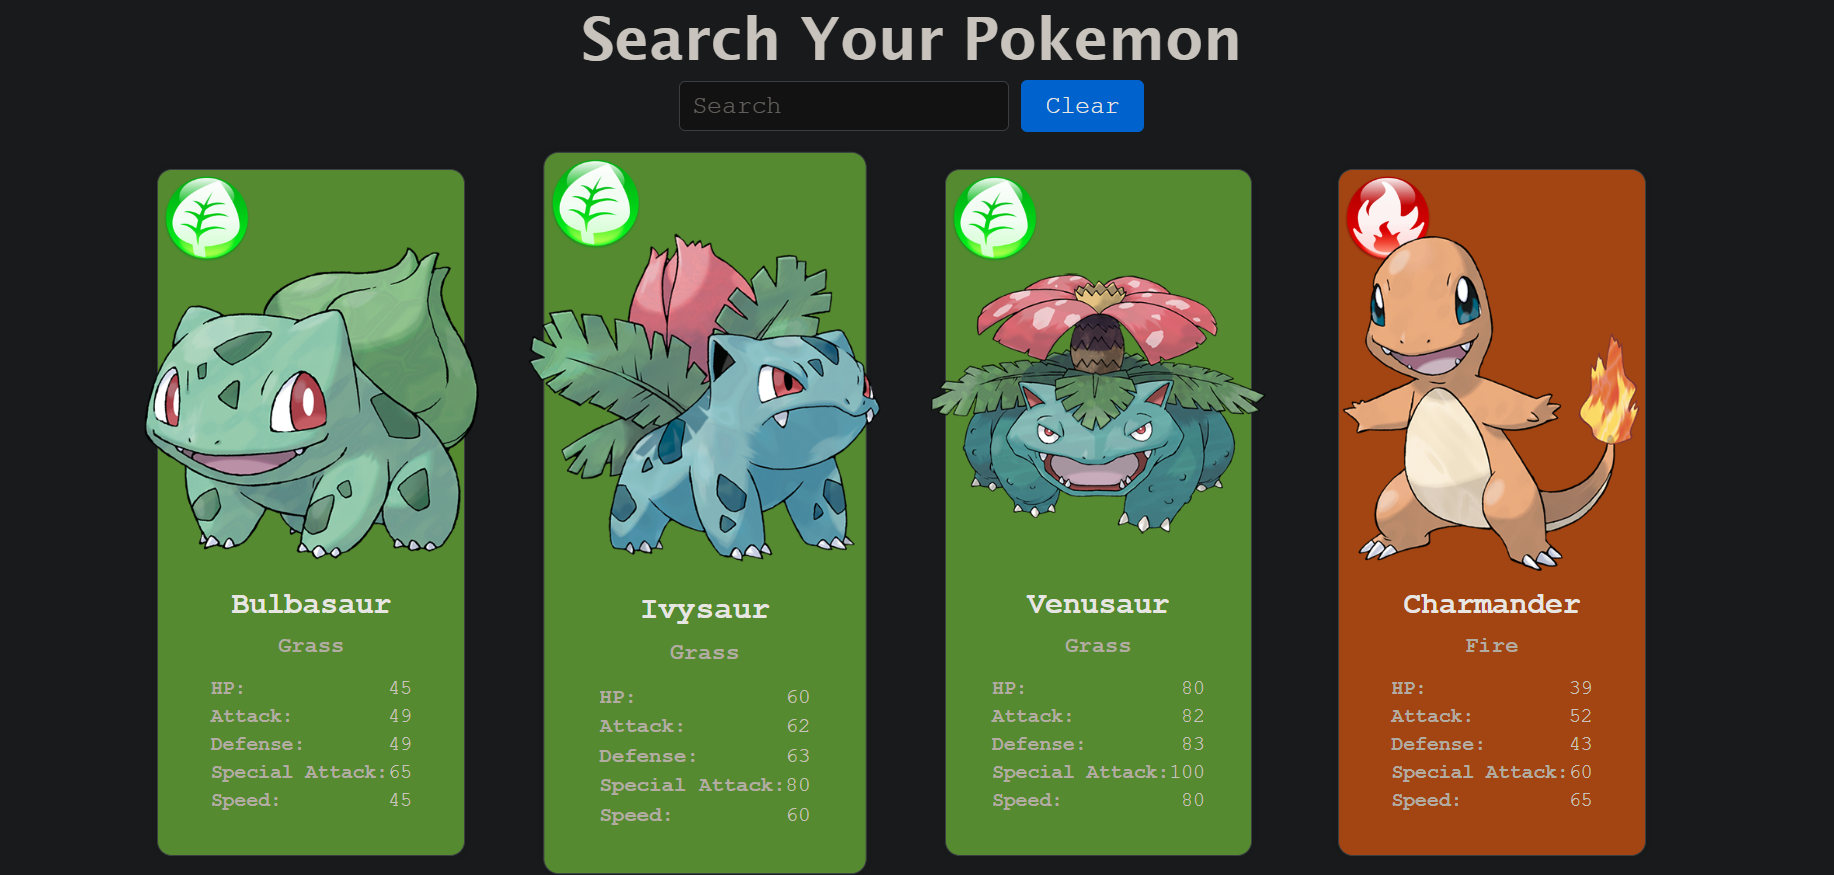 Search Your Pokemon
Search
Clear
Bulbasaur
Grass
HP: 45
Attack: 49
Defense: 49
Special Attack:65
Speed: 45
Ivysaur
Grass
HP: 60
Attack: 62
Defense: 63
Special Attack:80
Speed: 60
Venusaur
Grass
HP: 80
Attack: 82
Defense: 83
Special Attack:100
Speed: 80
Charmander
Fire
HP: 39
Attack: 52
Defense: 43
Special Attack:60
Speed: 65